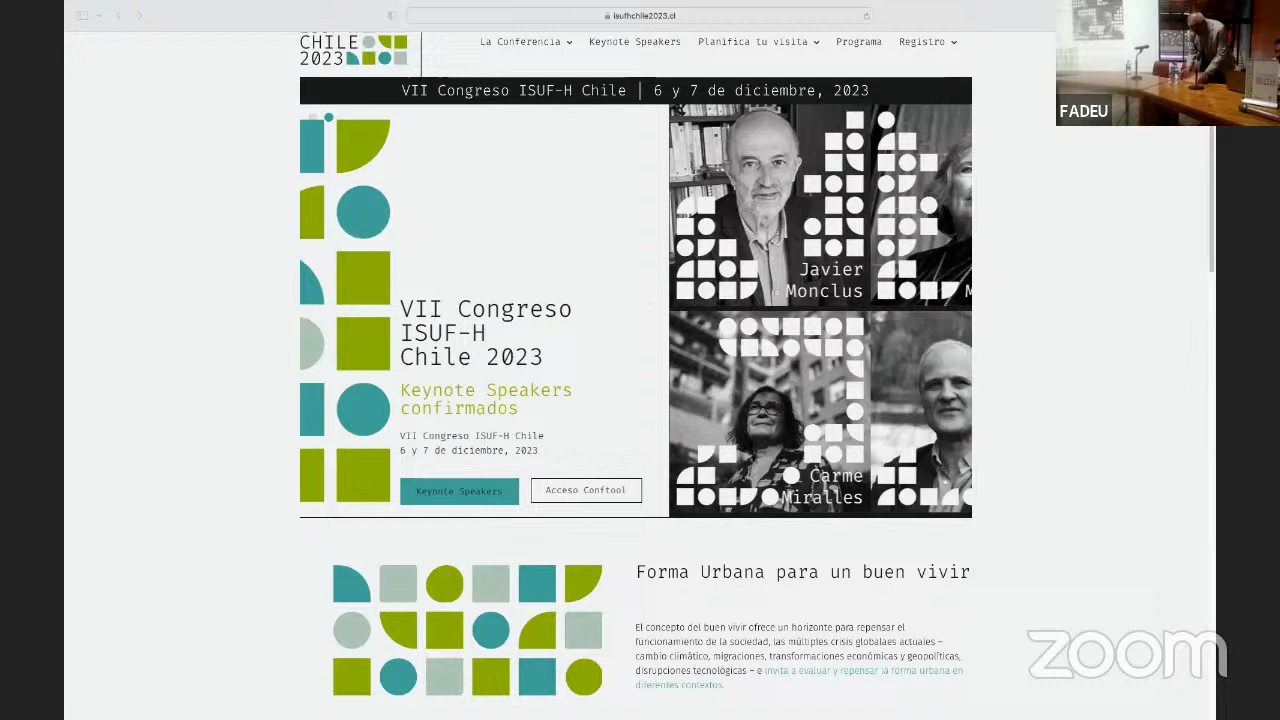 isufhchile2023.cl
CHILE
2023
La Conferencia
Keynote Speakers
Planifica tu visita
Programa
Registro
FADEU
VII Congreso ISUF-H Chile | 6 y 7 de diciembre, 2023
Javier
Monclus
M
VII Congreso
ISUF-H
Chile 2023
Keynote Speakers
confirmados
VII Congreso ISUF-H Chile
6 y 7 de diciembre, 2023
Keynote Speakers
Acceso Conftool
Carme
Miralles
Forma Urbana para un buen vivir
El concepto del buen vivir ofrece un horizonte para repensar el
funcionamiento de la sociedad, las múltiples crisis globalaes actuales –
cambio climático, migraciones, transformaciones económicas y geopolíticas,
disrupciones tecnológicas – e invita a evaluar y repensar la forma urbana en
diferentes contextos.
zoom